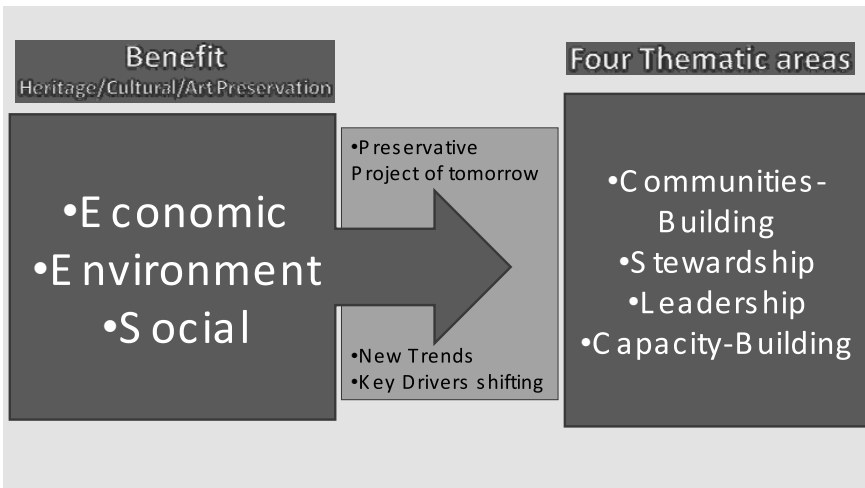 Benefit
Heritage/Cultural/Art Preservation
•Economic
•Environment
•Social
•Preservative
Project of tomorrow
•New Trends
•Key Drivers shifting
Four Thematic areas
•Communities-
Building
•Stewardship
•Leadership
•Capacity-Building